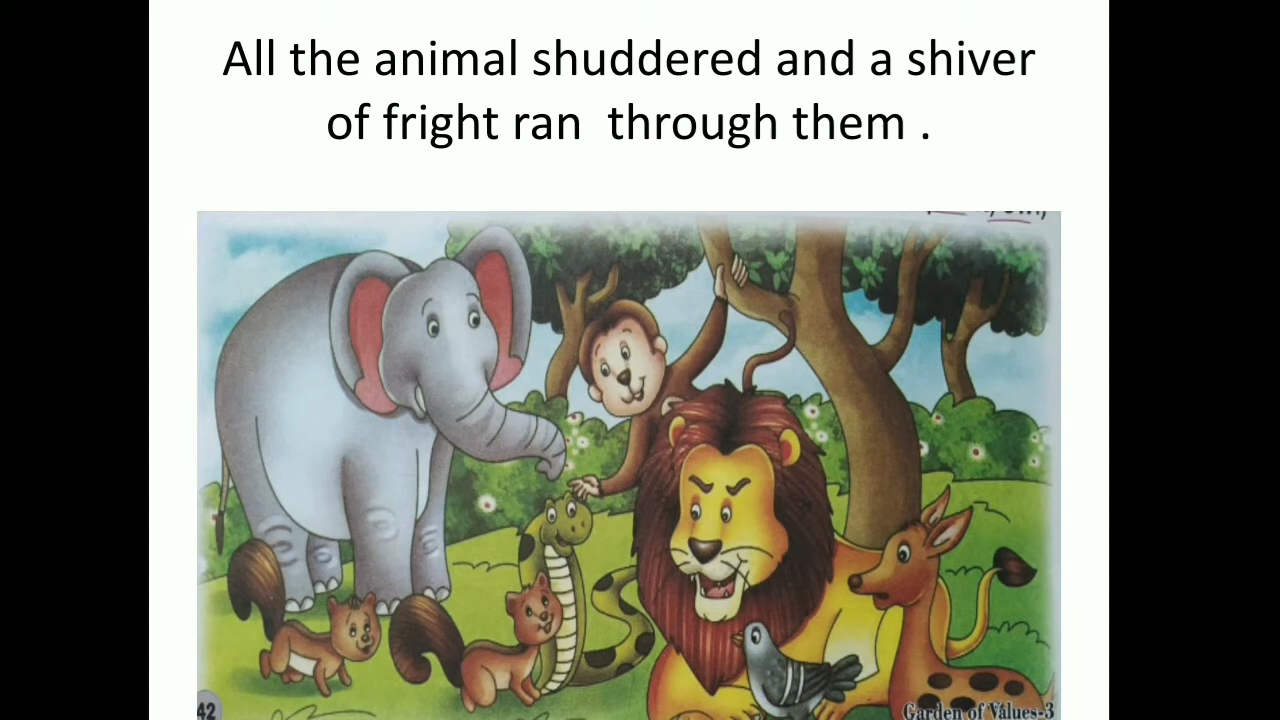 All the animal shuddered and a shiver
of fright ran through them .
42
Garden of Values-3